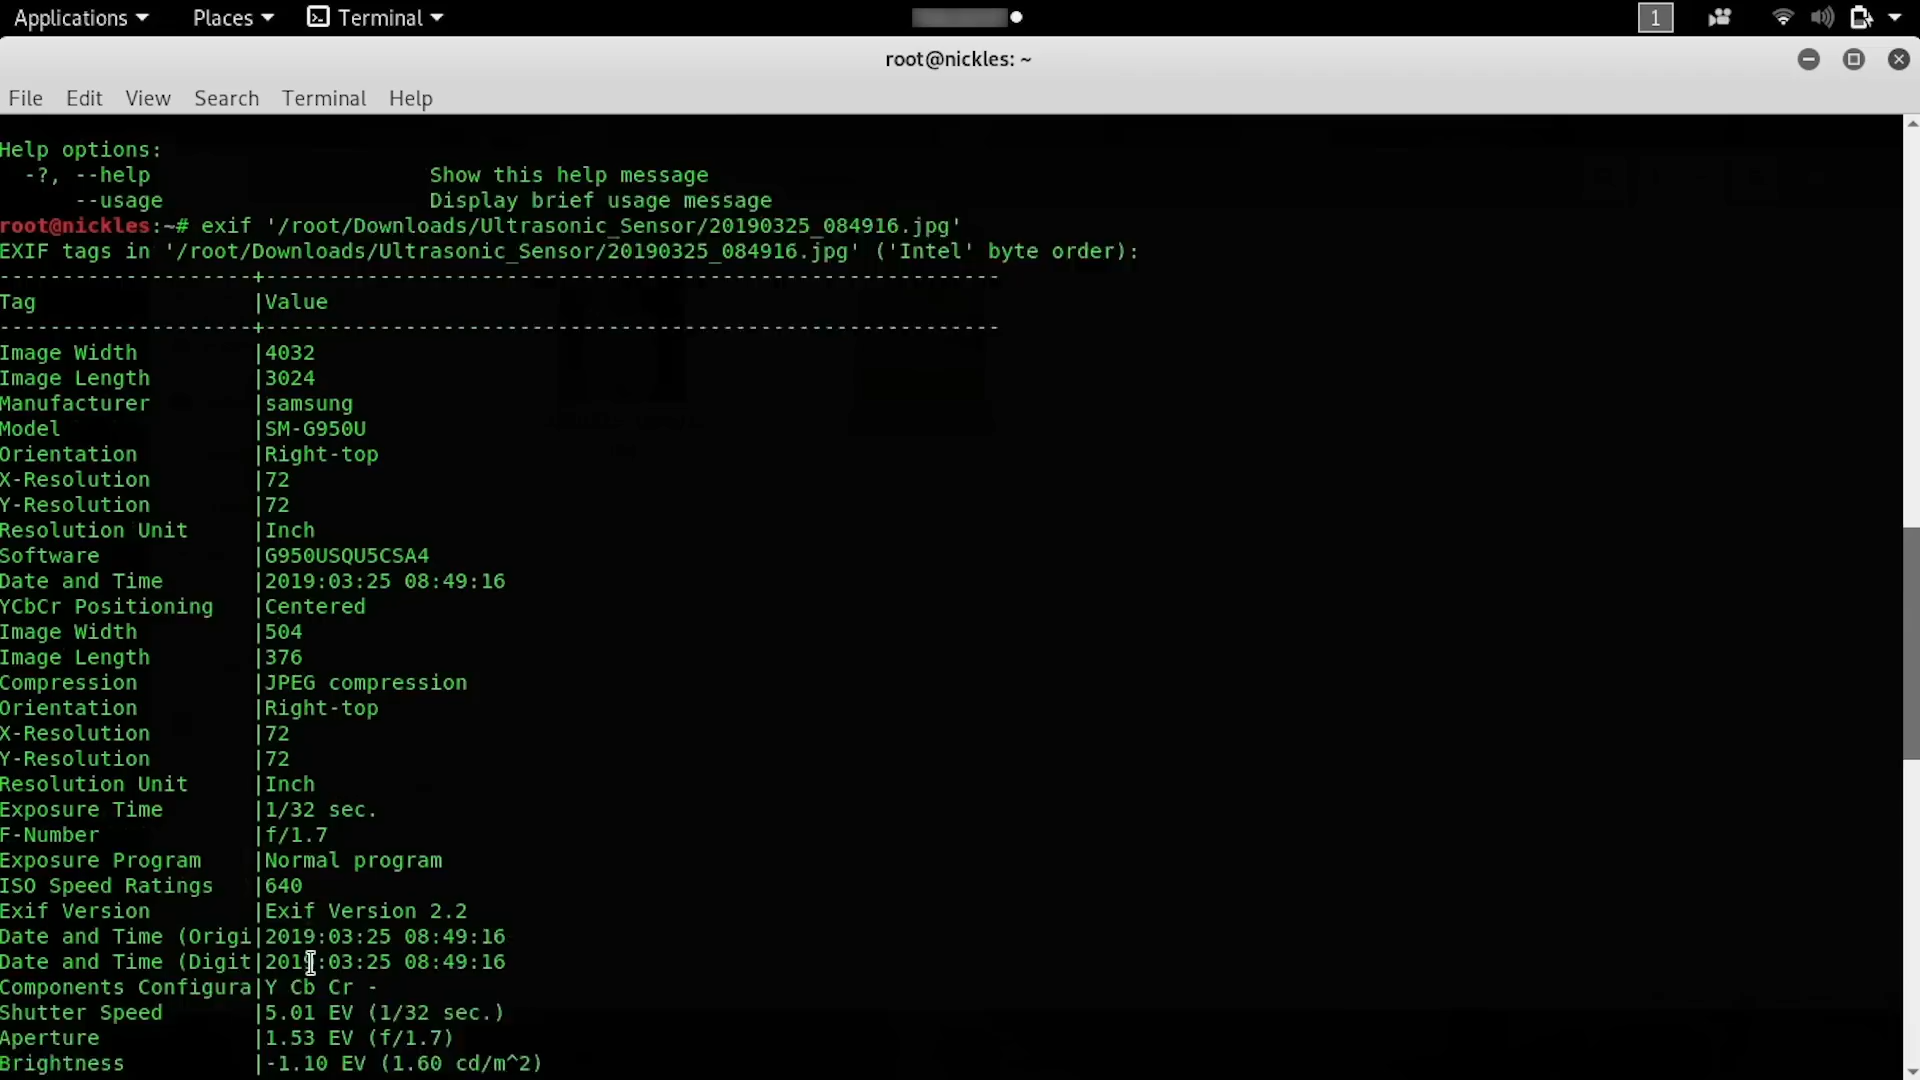 Applications Places Terminal 1
root@nickles: ~
File Edit View Search Terminal Help
Help options:
-?, --help Show this help message
--usage Display brief usage message
root@nickles:~# exif '/root/Downloads/Ultrasonic_Sensor/20190325_084916.jpg'
EXIF tags in '/root/Downloads/Ultrasonic_Sensor/20190325_084916.jpg' ('Intel' byte order):
--------------------+----------------------------------------------------------
Tag |Value
--------------------+----------------------------------------------------------
Image Width |4032
Image Length |3024
Manufacturer |samsung
Model |SM-G950U
Orientation |Right-top
X-Resolution |72
Y-Resolution |72
Resolution Unit |Inch
Software |G950USQU5CSA4
Date and Time |2019:03:25 08:49:16
YCbCr Positioning |Centered
Image Width |504
Image Length |376
Compression |JPEG compression
Orientation |Right-top
X-Resolution |72
Y-Resolution |72
Resolution Unit |Inch
Exposure Time |1/32 sec.
F-Number |f/1.7
Exposure Program |Normal program
ISO Speed Ratings |640
Exif Version |Exif Version 2.2
Date and Time (Origi|2019:03:25 08:49:16
Date and Time (Digit|2019:03:25 08:49:16
Components Configura|Y Cb Cr -
Shutter Speed |5.01 EV (1/32 sec.)
Aperture |1.53 EV (f/1.7)
Brightness |-1.10 EV (1.60 cd/m^2)